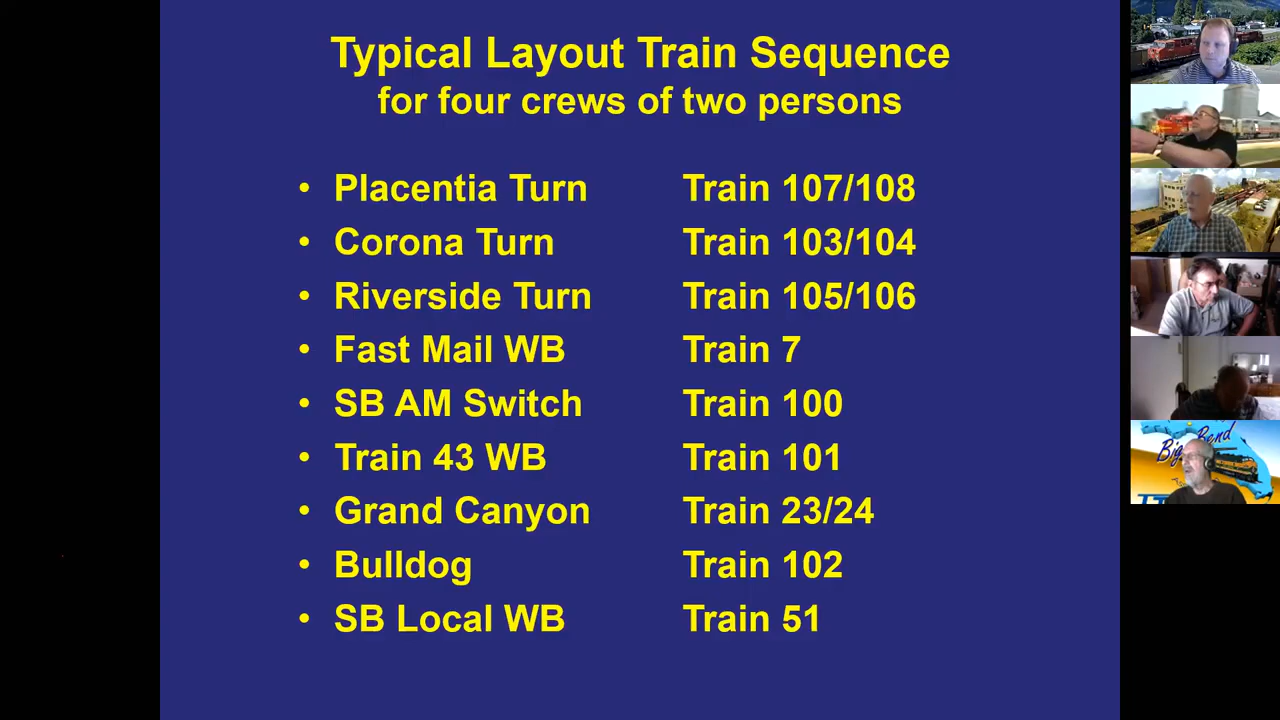 Typical Layout Train Sequence
for four crews of two persons
• Placentia Turn Train 107/108
• Corona Turn Train 103/104
• Riverside Turn Train 105/106
• Fast Mail WB Train 7
• SB AM Switch Train 100
• Train 43 WB Train 101
• Grand Canyon Train 23/24
• Bulldog Train 102
• SB Local WB Train 51
Big Bend